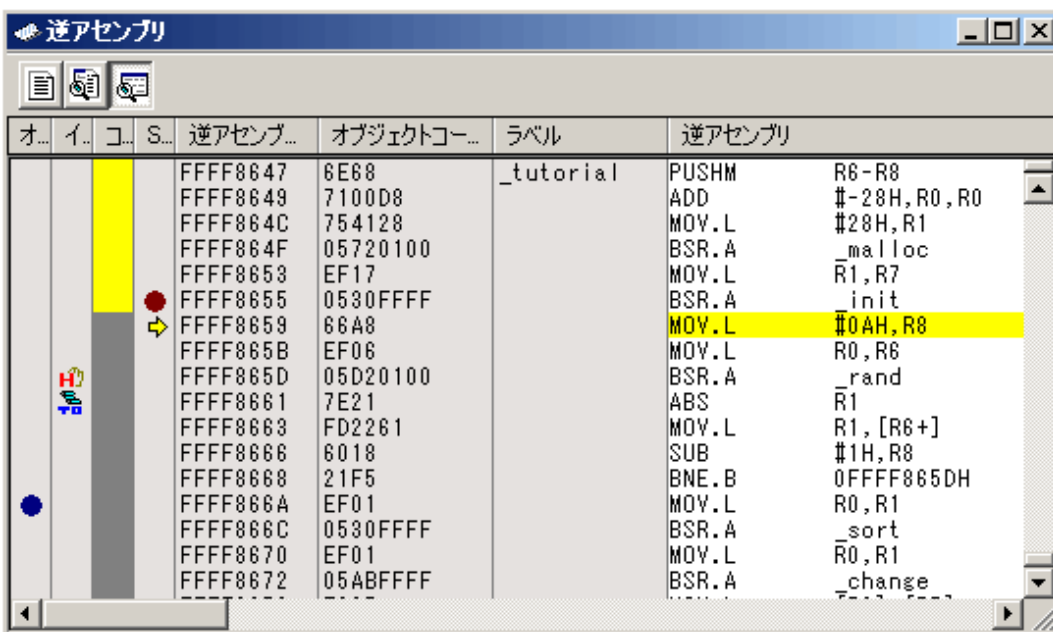 逆アセンブリ
オ... イ.. コ.. S... 逆アセンブ... オブジェクトコー... ラベル 逆アセンブリ
FFFF8647 6E68 _tutorial PUSHM R6-R8
FFFF8649 7100D8 ADD #-28H,R0,R0
FFFF864C 754128 MOV.L #28H,R1
FFFF864F 05720100 BSR.A _malloc
FFFF8653 EF17 MOV.L R1,R7
FFFF8655 0530FFFF BSR.A _init
FFFF8659 66A8 MOV.L #0AH,R8
FFFF865B EF06 MOV.L R0,R6
FFFF865D 05D20100 BSR.A _rand
FFFF8661 7E21 ABS R1
FFFF8663 FD2261 MOV.L R1,[R6+]
FFFF8666 6018 SUB #1H,R8
FFFF8668 21F5 BNE.B 0FFFF865DH
FFFF866A EF01 MOV.L R0,R1
FFFF866C 0530FFFF BSR.A _sort
FFFF8670 EF01 MOV.L R0,R1
FFFF8672 05ABFFFF BSR.A _change